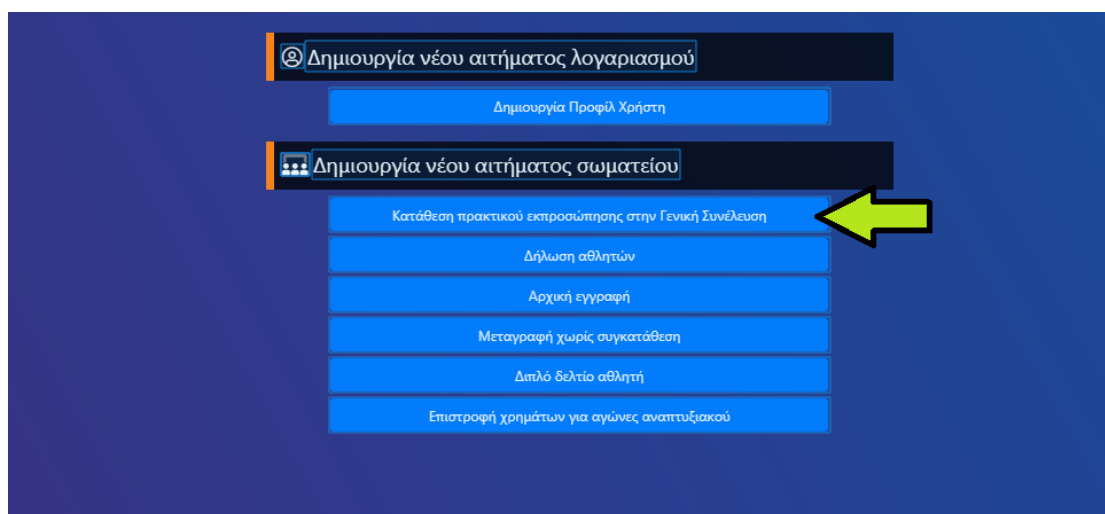 Δημιουργία νέου αιτήματος λογαριασμού
Δημιουργία Προφίλ Χρήστη
Δημιουργία νέου αιτήματος σωματείου
Κατάθεση πρακτικού εκπροσώπησης στην Γενική Συνέλευση
Δήλωση αθλητών
Αρχική εγγραφή
Μεταγραφή χωρίς συγκατάθεση
Διπλό δελτίο αθλητή
Επιστροφή χρημάτων για αγώνες αναπτυξιακού